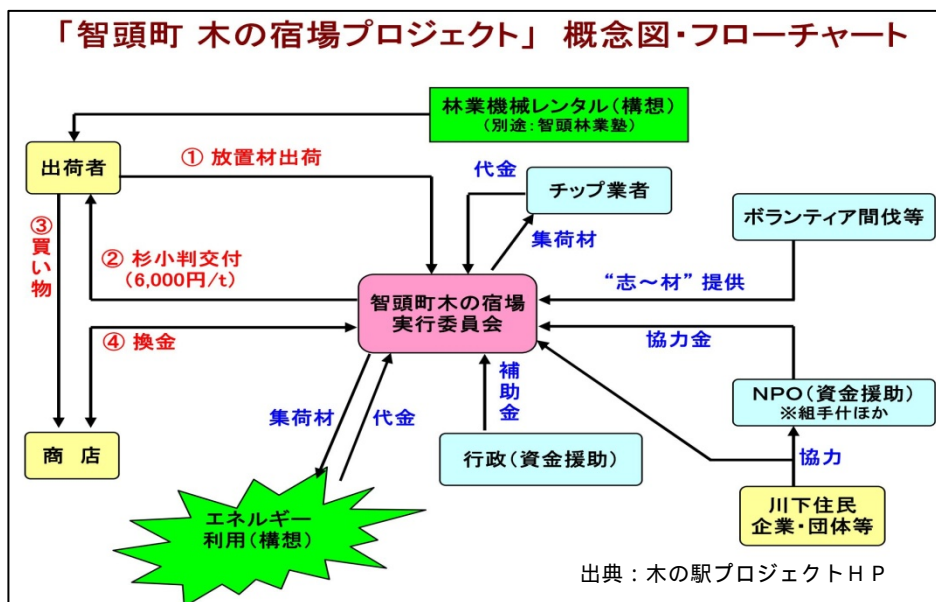 「智頭町 木の宿場プロジェクト」 概念図・フローチャート
林業機械レンタル(構想)
(別途:智頭林業塾)
出荷者
① 放置材出荷
代金
チップ業者
集荷材
ボランティア間伐等
③買い物
② 杉小判交付
(6,000円/t)
“志~材” 提供
智頭町木の宿場
実行委員会
協力金
④ 換金
補助金
NPO(資金援助)
※組手什ほか
集荷材
代金
商 店
行政(資金援助)
協力
エネルギー
利用(構想)
川下住民
企業・団体等
出典:木の駅プロジェクトHP